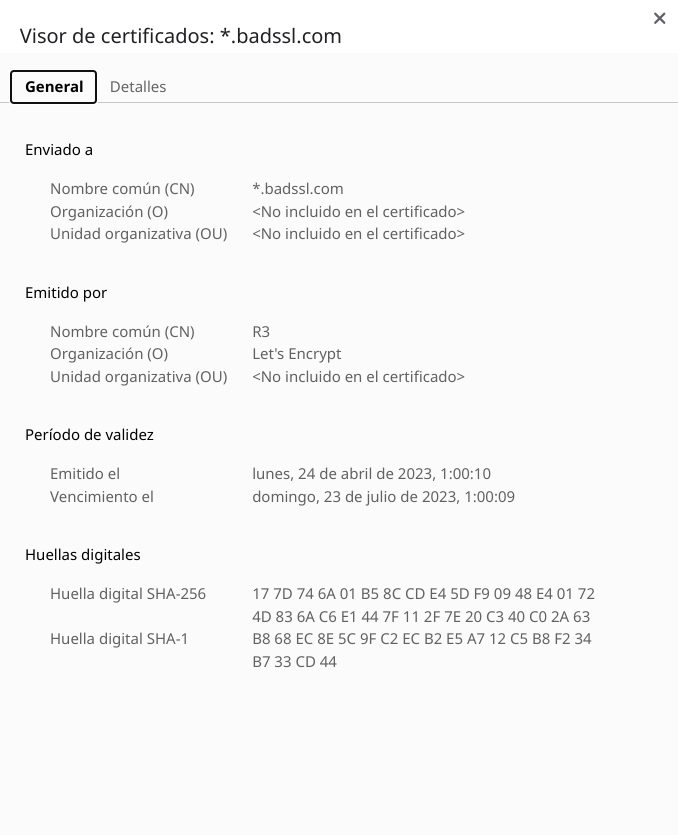 Visor de certificados: *.badssl.com
General Detalles
Enviado a
Nombre común (CN) *.badssl.com
Organización (O) <No incluido en el certificado>
Unidad organizativa (OU) <No incluido en el certificado>
Emitido por
Nombre común (CN) R3
Organización (O) Let's Encrypt
Unidad organizativa (OU) <No incluido en el certificado>
Período de validez
Emitido el lunes, 24 de abril de 2023, 1:00:10
Vencimiento el domingo, 23 de julio de 2023, 1:00:09
Huellas digitales
Huella digital SHA-256 17 7D 74 6A 01 B5 8C CD E4 5D F9 09 48 E4 01 72
4D 83 6A C6 E1 44 7F 11 2F 7E 20 C3 40 C0 2A 63
Huella digital SHA-1 B8 68 EC 8E 5C 9F C2 EC B2 E5 A7 12 C5 B8 F2 34
B7 33 CD 44